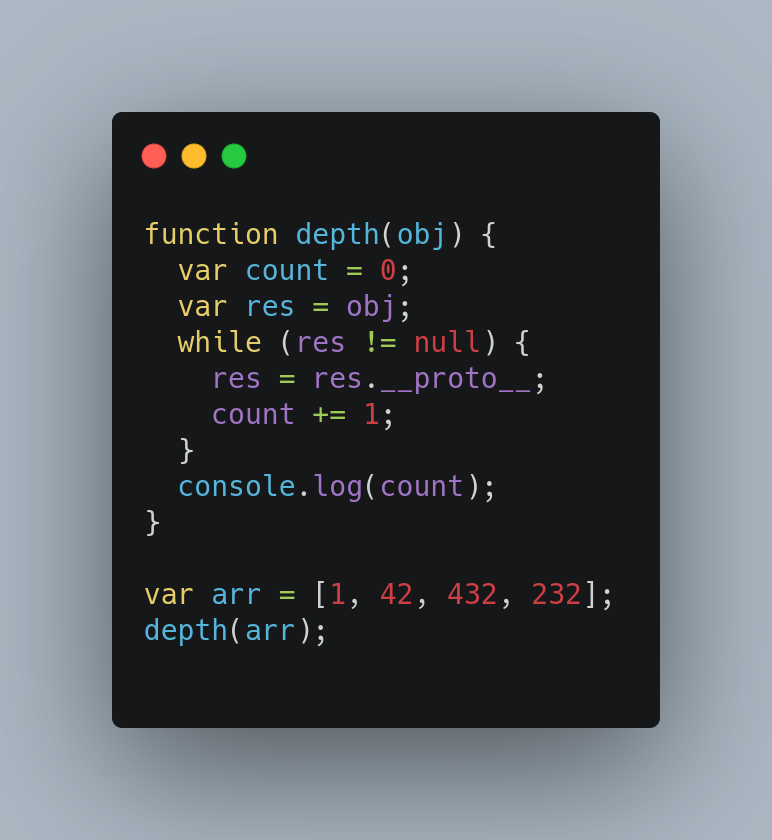 function depth(obj) {
  var count = 0;
  var res = obj;
  while (res != null) {
    res = res.__proto__;
    count += 1;
  }
  console.log(count);
}

var arr = [1, 42, 432, 232];
depth(arr);